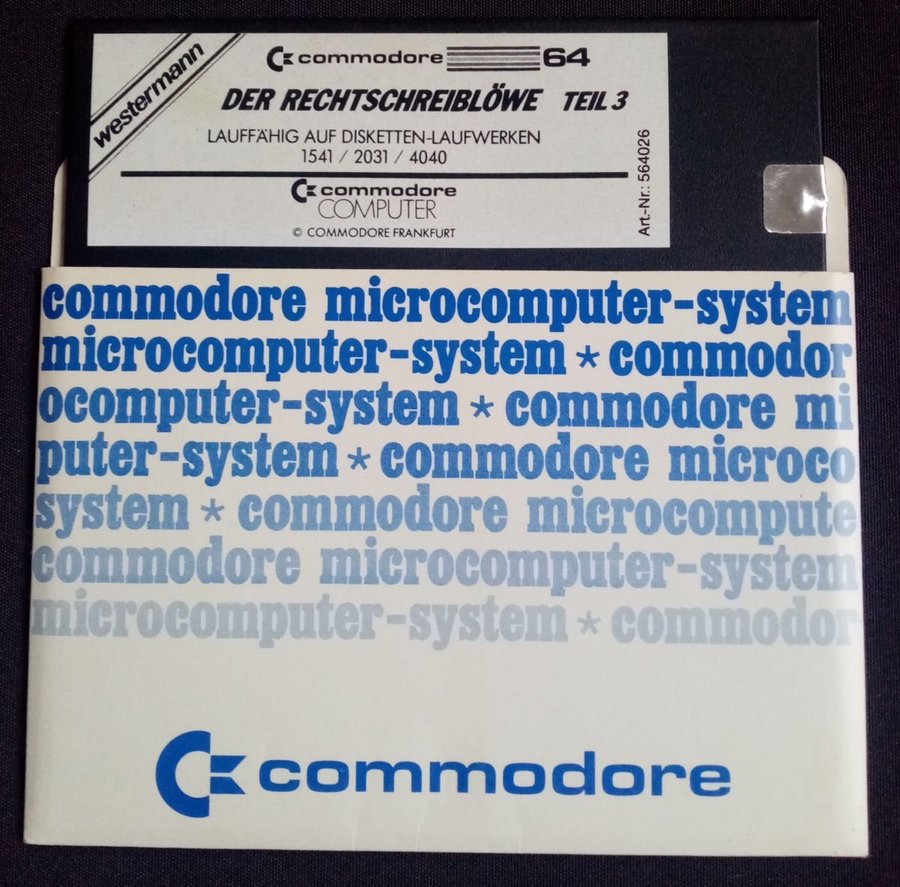 westermann
commodore 64
DER RECHTSCHREIBLÖWE TEIL 3
LAUFFÄHIG AUF DISKETTEN-LAUFWERKEN
1541 / 2031 / 4040
commodore
COMPUTER
© COMMODORE FRANKFURT
Art.-Nr.: 564026
commodore microcomputer-system
microcomputer-system * commodor
ocomputer-system * commodore mi
puter-system * commodore microco
system * commodore microcompute
commodore microcomputer-system
microcomputer-system * commodor
commodore